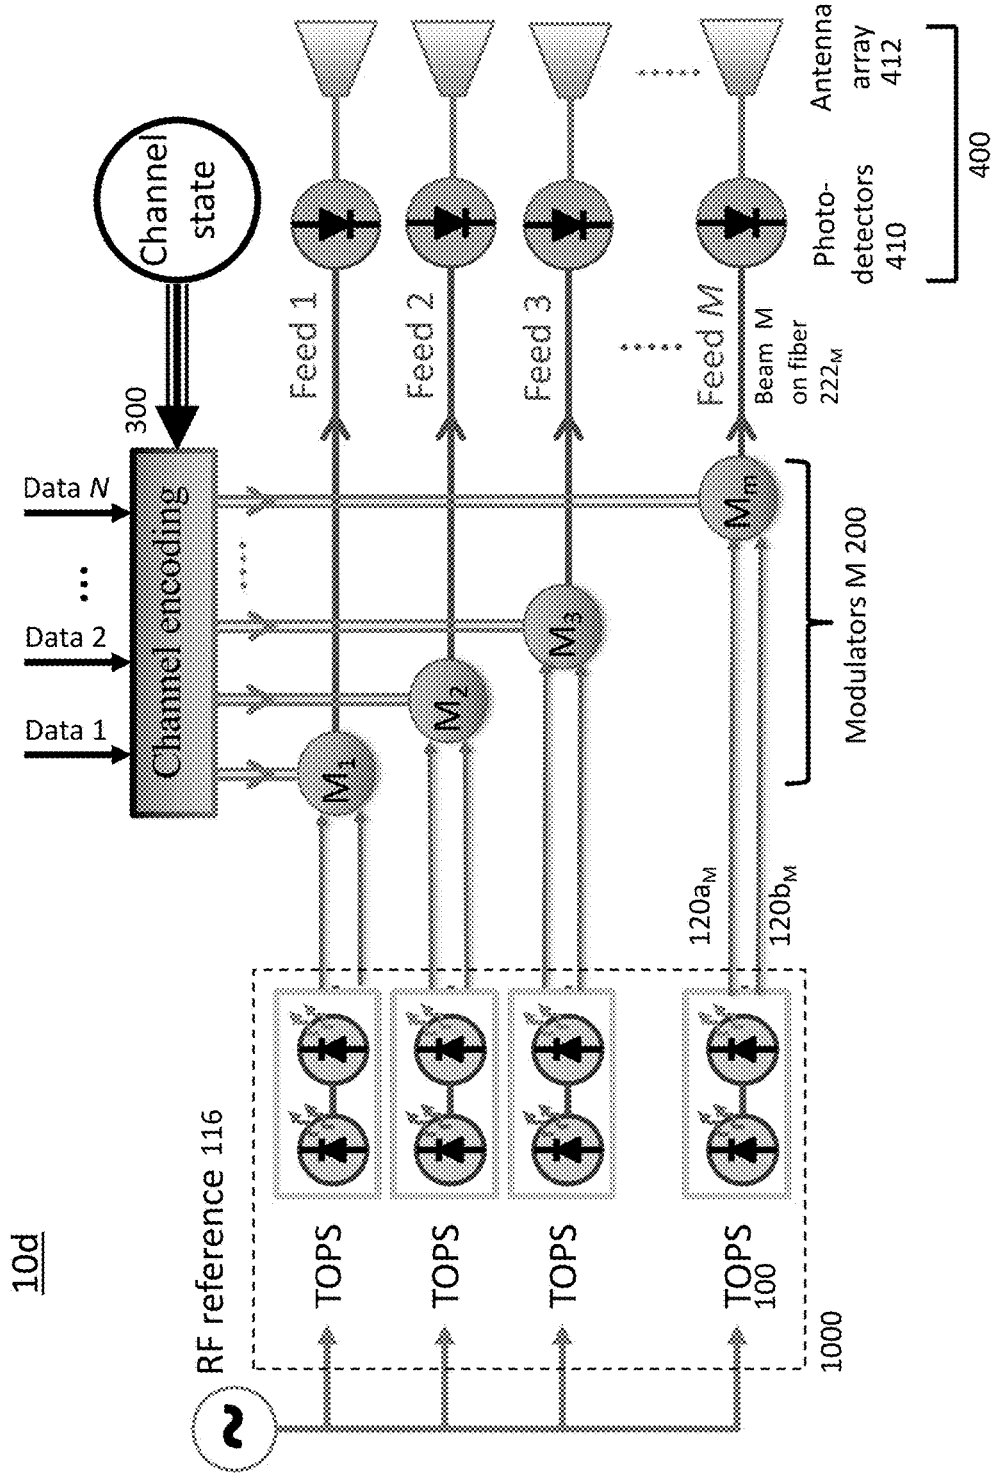 10d
RF reference 116
~
TOPS
TOPS
TOPS
TOPS
100
1000
120a_M
120b_M
Data 1
Data 2
...
Data N
Channel encoding
300
Channel
state
M_1
M_2
M_3
M_m
Modulators M 200
Feed 1
Feed 2
Feed 3
Feed M
Beam M
on fiber
222_M
Photo-
detectors
410
Antenna
array
412
400